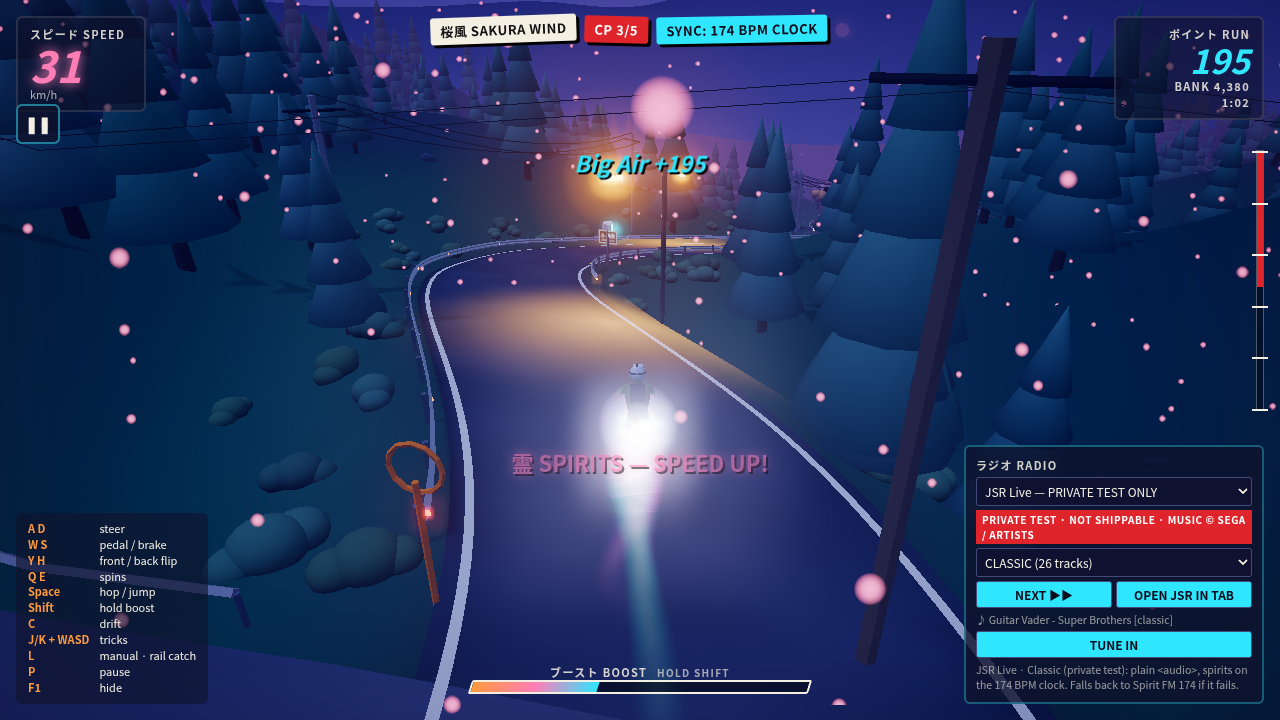 スピード SPEED
31
km/h
❚❚
桜風 SAKURA WIND
CP 3/5
SYNC: 174 BPM CLOCK
ポイント RUN
195
BANK 4,380
1:02
Big Air +195
霊 SPIRITS — SPEED UP!
A D steer
W S pedal / brake
Y H front / back flip
Q E spins
Space hop / jump
Shift hold boost
C drift
J/K + WASD tricks
L manual · rail catch
P pause
F1 hide
ブースト BOOST HOLD SHIFT
ラジオ RADIO
JSR Live — PRIVATE TEST ONLY
PRIVATE TEST · NOT SHIPPABLE · MUSIC © SEGA
/ ARTISTS
CLASSIC (26 tracks)
NEXT ▶▶
OPEN JSR IN TAB
♪ Guitar Vader - Super Brothers [classic]
TUNE IN
JSR Live · Classic (private test): plain <audio>, spirits on
the 174 BPM clock. Falls back to Spirit FM 174 if it fails.